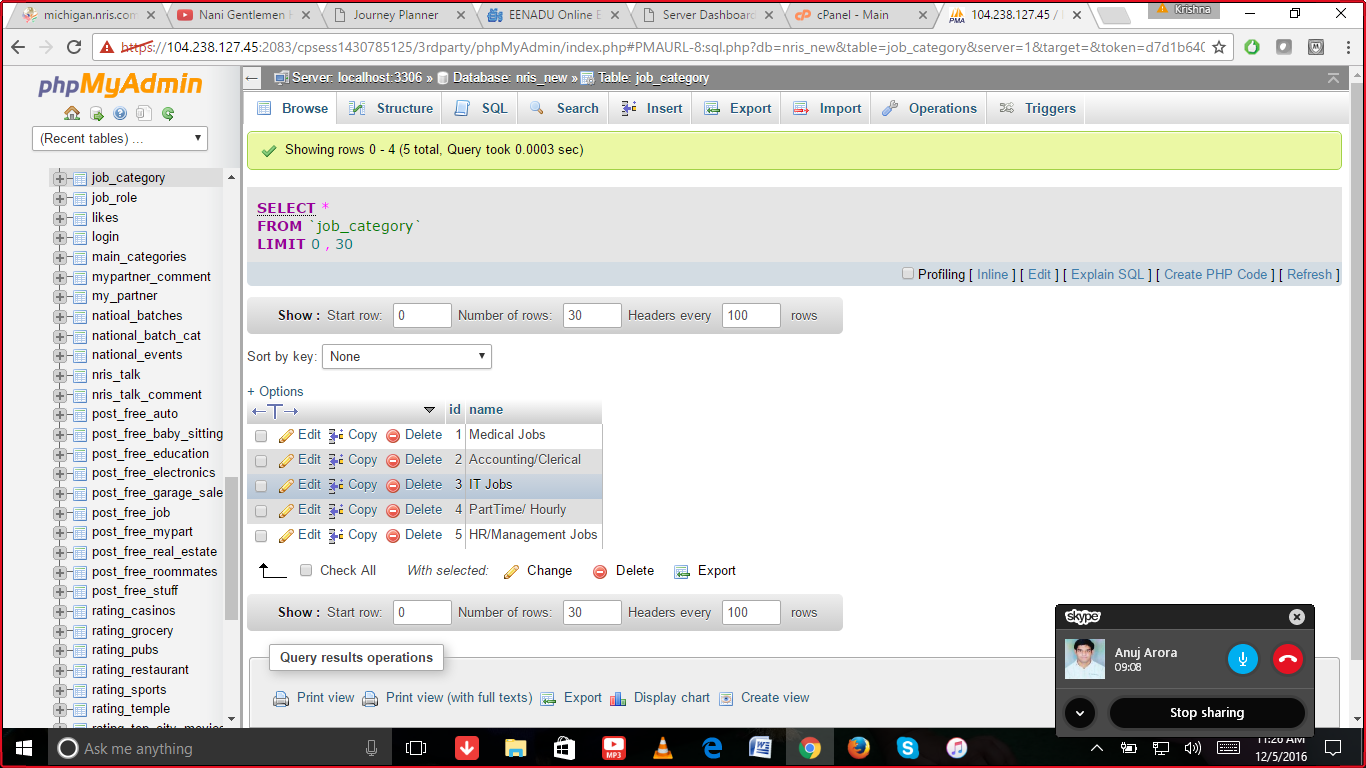 michigan.nris.com
Nani Gentlemen
Journey Planner
EENADU Online E
Server Dashboard
cPanel - Main
PMA 104.238.127.45 /
Krishna
https://104.238.127.45:2083/cpsess1430785125/3rdparty/phpMyAdmin/index.php#PMAURL-8:sql.php?db=nris_new&table=job_category&server=1&target=&token=d7d1b640
phpMyAdmin
(Recent tables) ...
job_category
job_role
likes
login
main_categories
mypartner_comment
my_partner
natioal_batches
national_batch_cat
national_events
nris_talk
nris_talk_comment
post_free_auto
post_free_baby_sitting
post_free_education
post_free_electronics
post_free_garage_sale
post_free_job
post_free_mypart
post_free_real_estate
post_free_roommates
post_free_stuff
rating_casinos
rating_grocery
rating_pubs
rating_restaurant
rating_sports
rating_temple
rating_top_city_movies
Server: localhost:3306 » Database: nris_new » Table: job_category
Browse Structure SQL Search Insert Export Import Operations Triggers
Showing rows 0 - 4 (5 total, Query took 0.0003 sec)
SELECT *
FROM `job_category`
LIMIT 0 , 30
Profiling [ Inline ] [ Edit ] [ Explain SQL ] [ Create PHP Code ] [ Refresh ]
Show : Start row: 0 Number of rows: 30 Headers every 100 rows
Sort by key: None
+ Options
←T→ id name
Edit Copy Delete 1 Medical Jobs
Edit Copy Delete 2 Accounting/Clerical
Edit Copy Delete 3 IT Jobs
Edit Copy Delete 4 PartTime/ Hourly
Edit Copy Delete 5 HR/Management Jobs
Check All With selected: Change Delete Export
Show : Start row: 0 Number of rows: 30 Headers every 100 rows
Query results operations
Print view Print view (with full texts) Export Display chart Create view
skype
Anuj Arora
09:08
Stop sharing
Ask me anything
MP3
11:26 AM
12/5/2016